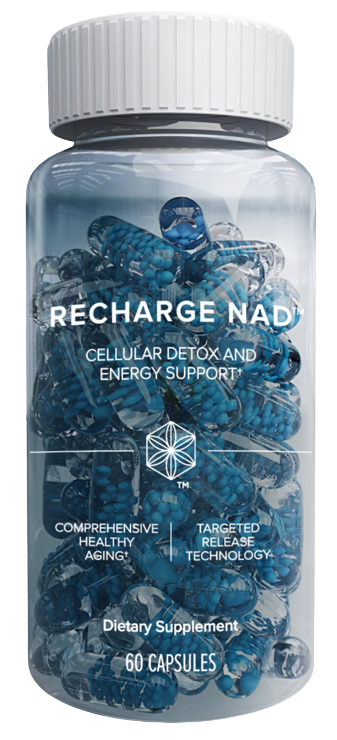 RECHARGE NAD™
CELLULAR DETOX AND
ENERGY SUPPORT†
™
COMPREHENSIVE
HEALTHY
AGING†
TARGETED
RELEASE
TECHNOLOGY
Dietary Supplement
60 CAPSULES